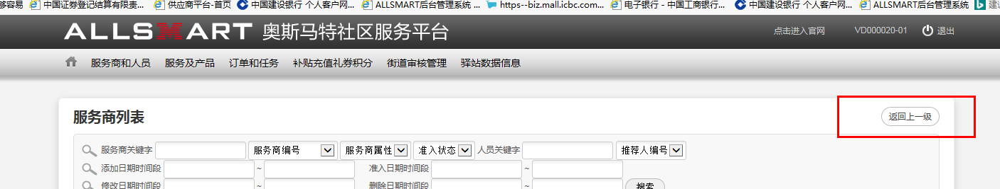 够容易 中国证券登记结算有限责... 供应商平台-首页 中国建设银行 个人客户网... ALLSMART后台管理系统 ... https--biz.mall.icbc.com... 电子银行 - 中国工商银行... 中国建设银行 个人客户网... ALLSMART后台管理系统 建设
ALLSMART 奥斯马特社区服务平台 点击进入官网 VD000020-01 退出
服务商和人员 服务及产品 订单和任务 补贴充值礼券积分 街道审核管理 驿站数据信息
服务商列表 返回上一级
服务商关键字 服务商编号 服务商属性 准入状态 人员关键字 推荐人编号
添加日期时间段 ~ 准入日期时间段 ~
修改日期时间段 ~ 删除日期时间段 ~ 搜索